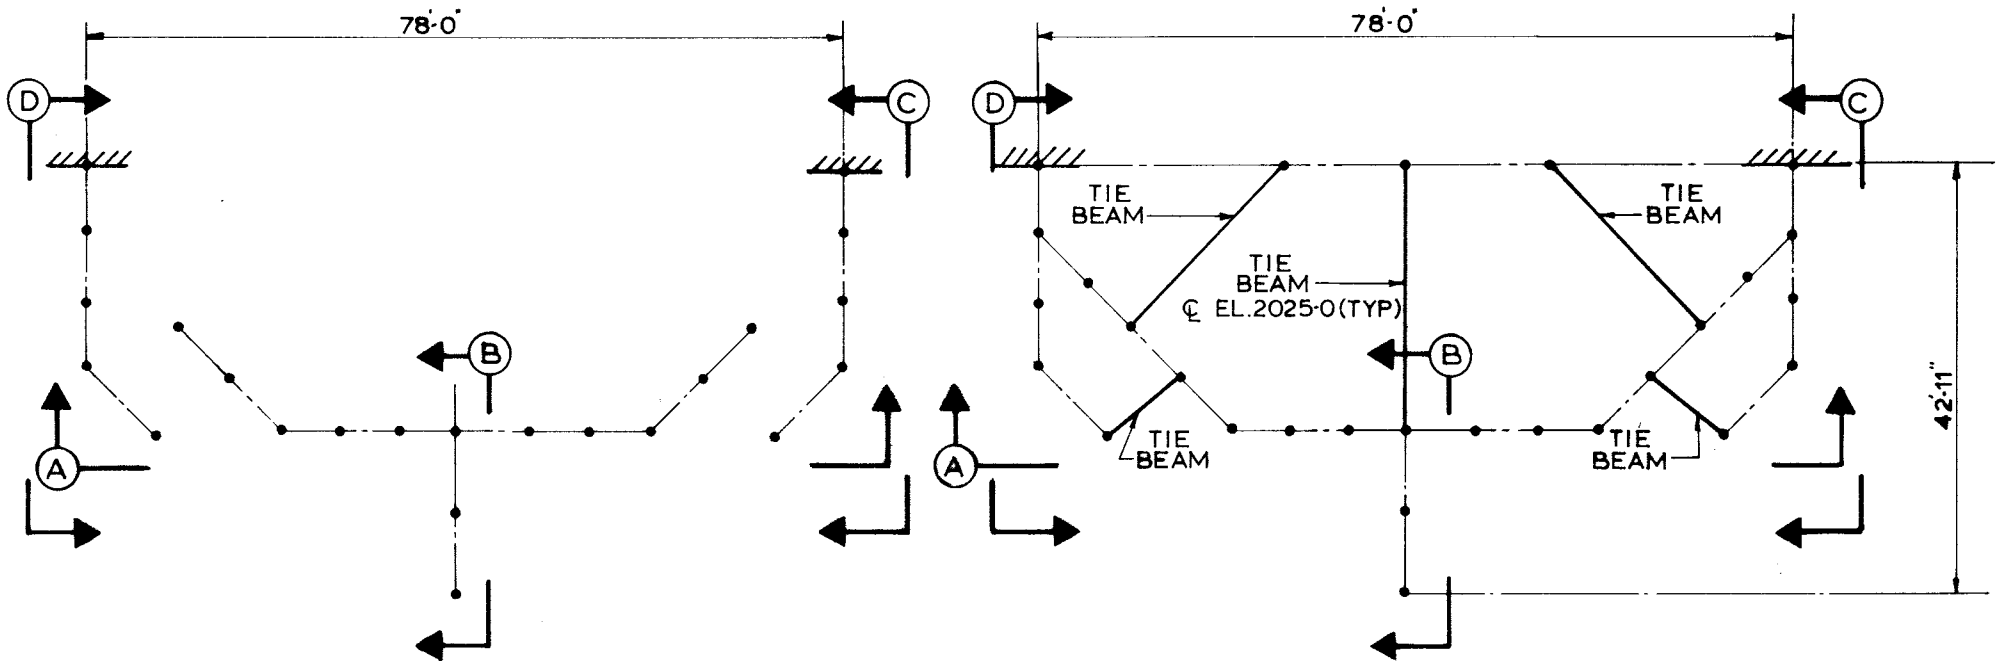 78'-0"
78'-0"
D
C
D
C
TIE
BEAM
TIE
BEAM
TIE
BEAM
℄ EL.2025-0(TYP)
B
B
42'-11"
A
A
TIE
BEAM
TIE
BEAM